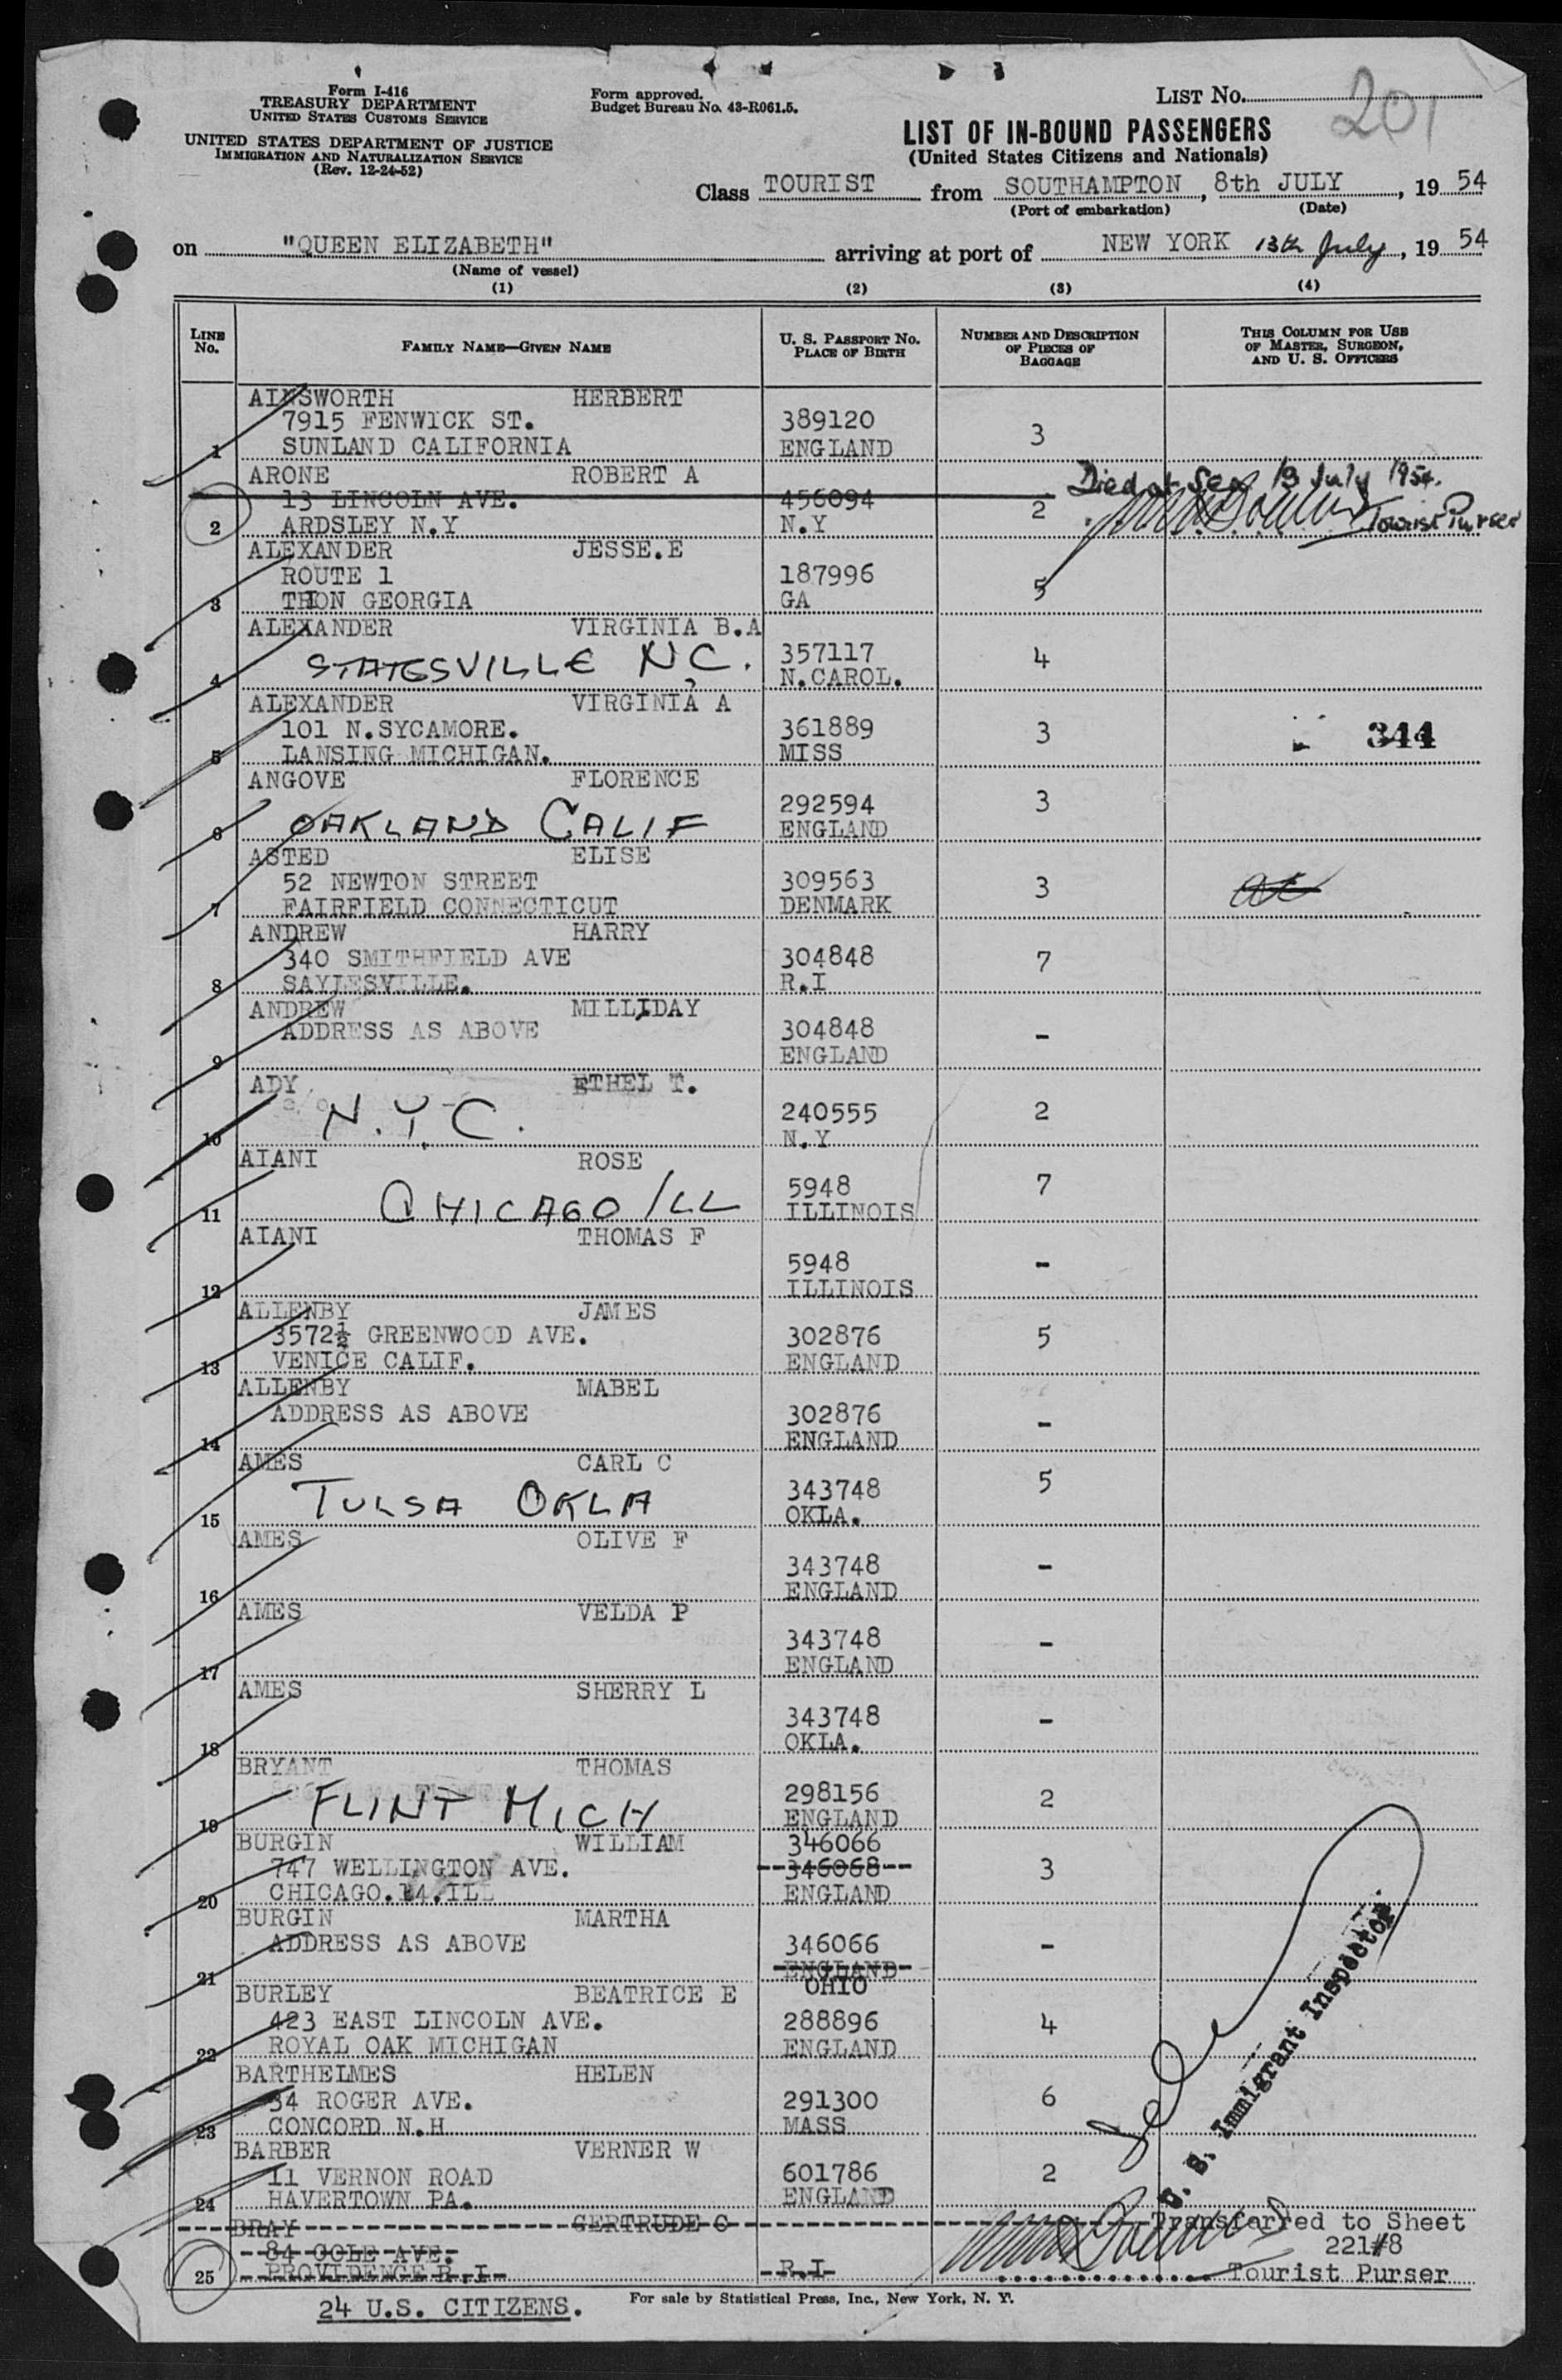 Form I-416
TREASURY DEPARTMENT
UNITED STATES CUSTOMS SERVICE
UNITED STATES DEPARTMENT OF JUSTICE
IMMIGRATION AND NATURALIZATION SERVICE
(Rev. 12-24-52)
Form approved.
Budget Bureau No. 43-R061.5.
LIST No. 201
LIST OF IN-BOUND PASSENGERS
(United States Citizens and Nationals)
Class TOURIST from SOUTHAMPTON, 8th JULY, 19 54
(Port of embarkation) (Date)
on "QUEEN ELIZABETH" arriving at port of NEW YORK 13th July, 19 54
(Name of vessel)
(1) (2) (3) (4)
LINE No. FAMILY NAME—GIVEN NAME U. S. PASSPORT NO. PLACE OF BIRTH NUMBER AND DESCRIPTION OF PIECES OF BAGGAGE THIS COLUMN FOR USE OF MASTER, SURGEON, AND U. S. OFFICERS
AINSWORTH HERBERT
7915 FENWICK ST. 389120 3
1 SUNLAND CALIFORNIA ENGLAND
ARONE ROBERT A Died at Sea 13 July 1954.
13 LINCOLN AVE. 456094 2
2 ARDSLEY N.Y N.Y Tourist Purser
ALEXANDER JESSE.E
ROUTE 1 187996 5
3 TRION GEORGIA GA
ALEXANDER VIRGINIA B.A
STATESVILLE N.C. 357117 4
4 N.CAROL.
ALEXANDER VIRGINIA A
101 N.SYCAMORE. 361889 3 344
5 LANSING MICHIGAN. MISS
ANGOVE FLORENCE
OAKLAND CALIF 292594 3
6 ENGLAND
ASTED ELISE
52 NEWTON STREET 309563 3
7 FAIRFIELD CONNECTICUT DENMARK
ANDREW HARRY
340 SMITHFIELD AVE 304848 7
8 SAYLESVILLE. R.I
ANDREW MILLIDAY
ADDRESS AS ABOVE 304848 -
9 ENGLAND
ADY ETHEL T.
N.Y.C. 240555 2
10 N.Y
AIANI ROSE
CHICAGO ILL 5948 7
11 ILLINOIS
AIANI THOMAS F
5948 -
12 ILLINOIS
ALLENBY JAMES
3572½ GREENWOOD AVE. 302876 5
13 VENICE CALIF. ENGLAND
ALLENBY MABEL
ADDRESS AS ABOVE 302876 -
14 ENGLAND
AMES CARL C
TULSA OKLA 343748 5
15 OKLA.
AMES OLIVE F
343748 -
16 ENGLAND
AMES VELDA P
343748 -
17 ENGLAND
AMES SHERRY L
343748 -
18 OKLA.
BRYANT THOMAS
FLINT MICH 298156 2
19 ENGLAND
BURGIN WILLIAM 346066
747 WELLINGTON AVE. 346068 3
20 CHICAGO.14.ILL ENGLAND
BURGIN MARTHA
ADDRESS AS ABOVE 346066 -
21 ENGLAND
OHIO
BURLEY BEATRICE E
423 EAST LINCOLN AVE. 288896 4
22 ROYAL OAK MICHIGAN ENGLAND
BARTHELMES HELEN
34 ROGER AVE. 291300 6
23 CONCORD N.H MASS
BARBER VERNER W
11 VERNON ROAD 601786 2
24 HAVERTOWN PA. ENGLAND
U. S. Immigrant Inspector.
BRAY GERTRUDE C Transferred to Sheet
84 COLE AVE. 221#8
25 PROVIDENCE R.I R.I Tourist Purser
24 U.S. CITIZENS.
For sale by Statistical Press, Inc., New York, N. Y.